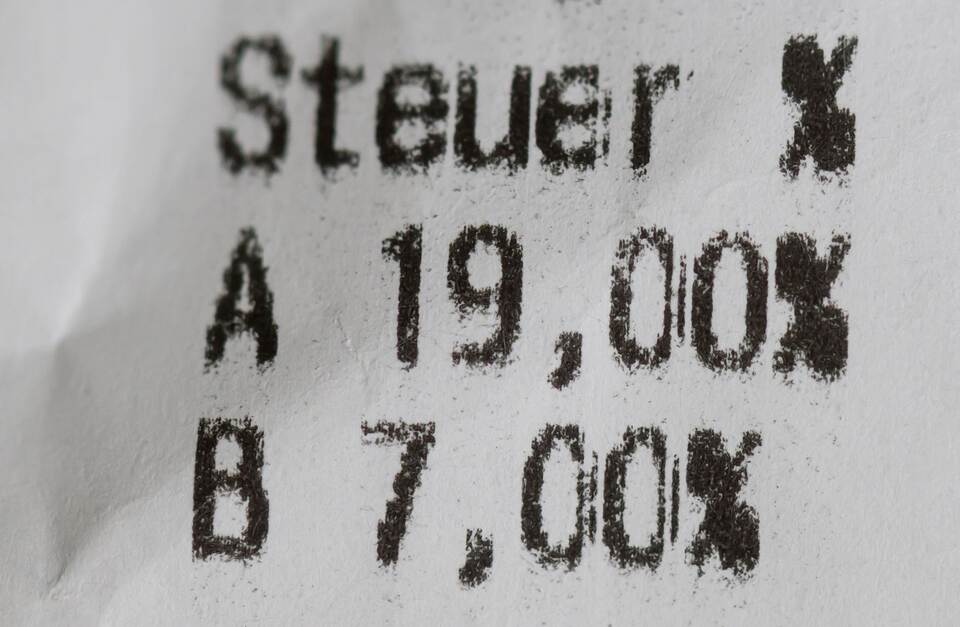 Steuer %
A 19,00%
B 7,00%